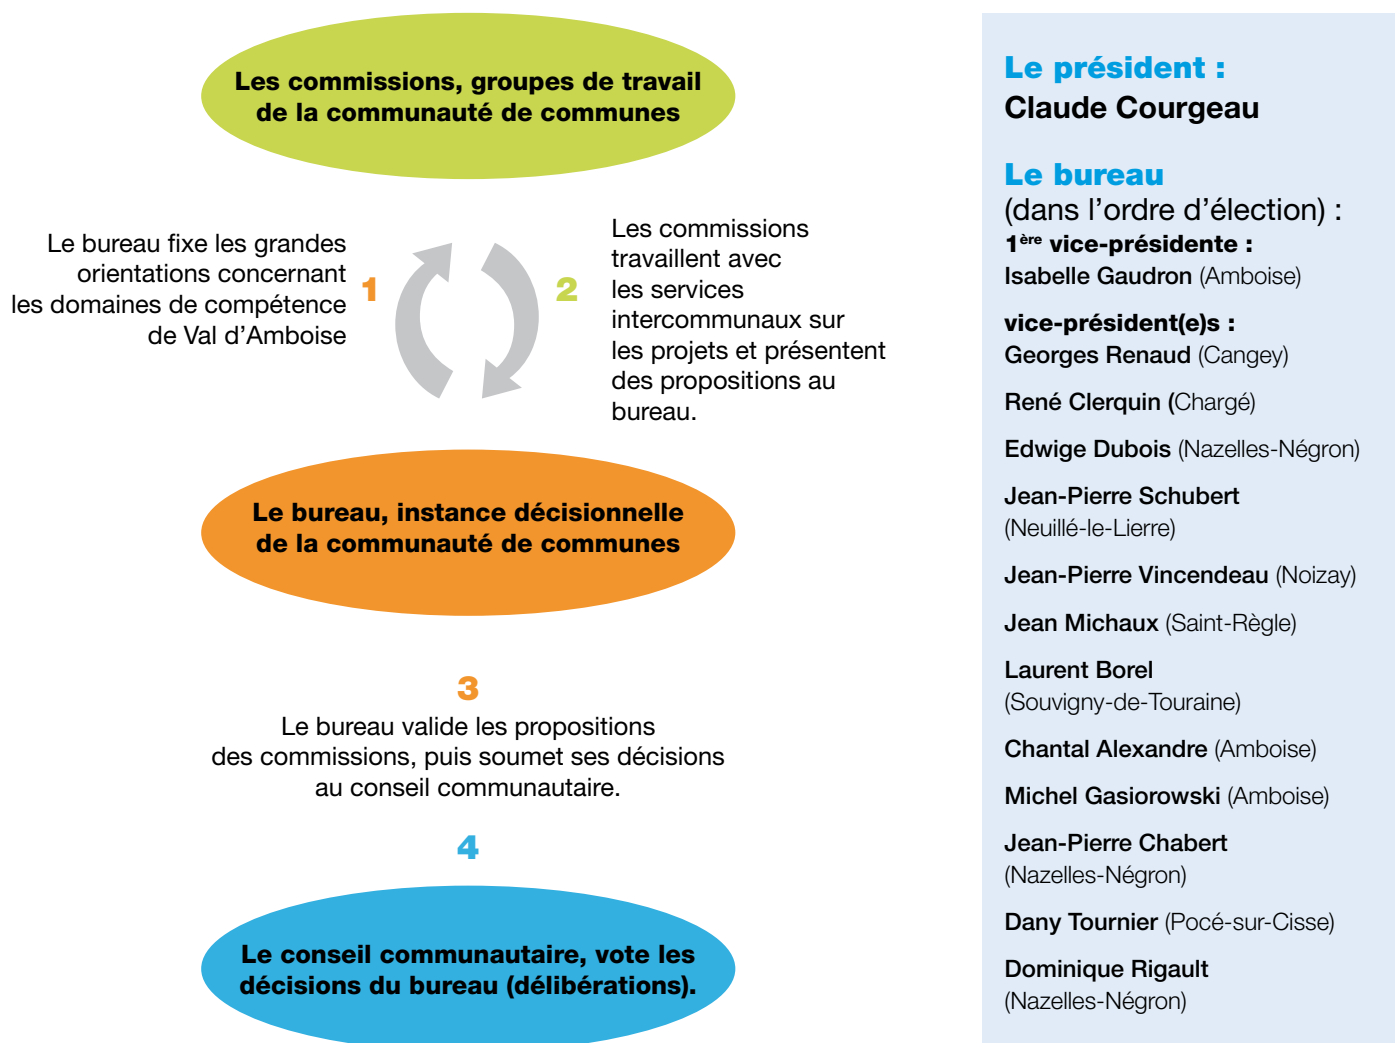 Les commissions, groupes de travail
de la communauté de communes
Le bureau fixe les grandes
orientations concernant
les domaines de compétence
de Val d’Amboise
1
2
Les commissions
travaillent avec
les services
intercommunaux sur
les projets et présentent
des propositions au
bureau.
Le bureau, instance décisionnelle
de la communauté de communes
3
Le bureau valide les propositions
des commissions, puis soumet ses décisions
au conseil communautaire.
4
Le conseil communautaire, vote les
décisions du bureau (délibérations).
Le président :
Claude Courgeau
Le bureau
(dans l’ordre d’élection) :
1ère vice-présidente :
Isabelle Gaudron (Amboise)
vice-président(e)s :
Georges Renaud (Cangey)
René Clerquin (Chargé)
Edwige Dubois (Nazelles-Négron)
Jean-Pierre Schubert
(Neuillé-le-Lierre)
Jean-Pierre Vincendeau (Noizay)
Jean Michaux (Saint-Règle)
Laurent Borel
(Souvigny-de-Touraine)
Chantal Alexandre (Amboise)
Michel Gasiorowski (Amboise)
Jean-Pierre Chabert
(Nazelles-Négron)
Dany Tournier (Pocé-sur-Cisse)
Dominique Rigault
(Nazelles-Négron)